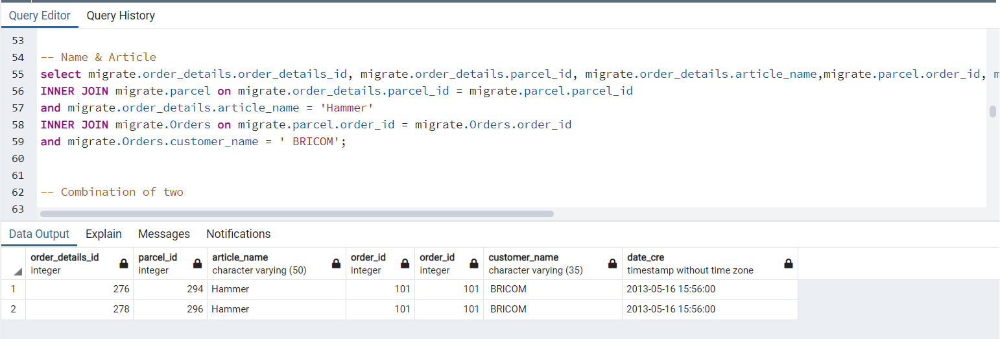 Query Editor Query History
53
54 -- Name & Article
55 select migrate.order_details.order_details_id, migrate.order_details.parcel_id, migrate.order_details.article_name,migrate.parcel.order_id,
56 INNER JOIN migrate.parcel on migrate.order_details.parcel_id = migrate.parcel.parcel_id
57 and migrate.order_details.article_name = 'Hammer'
58 INNER JOIN migrate.Orders on migrate.parcel.order_id = migrate.Orders.order_id
59 and migrate.Orders.customer_name = ' BRICOM';
60
61
62 -- Combination of two
63
Data Output Explain Messages Notifications
order_details_id parcel_id article_name order_id order_id customer_name date_cre
integer integer character varying (50) integer integer character varying (35) timestamp without time zone
1 276 294 Hammer 101 101 BRICOM 2013-05-16 15:56:00
2 278 296 Hammer 101 101 BRICOM 2013-05-16 15:56:00